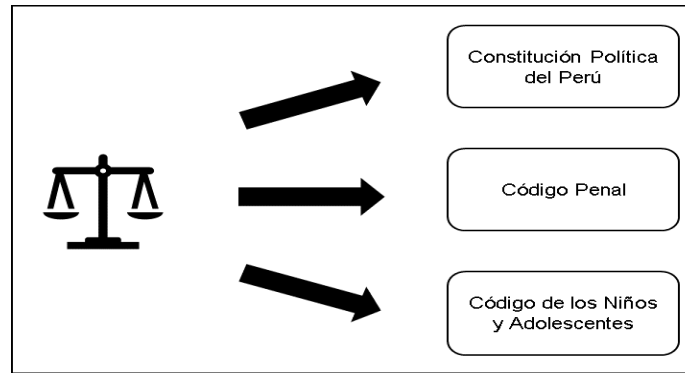 Constitución Política
del Perú
Código Penal
Código de los Niños
y Adolescentes